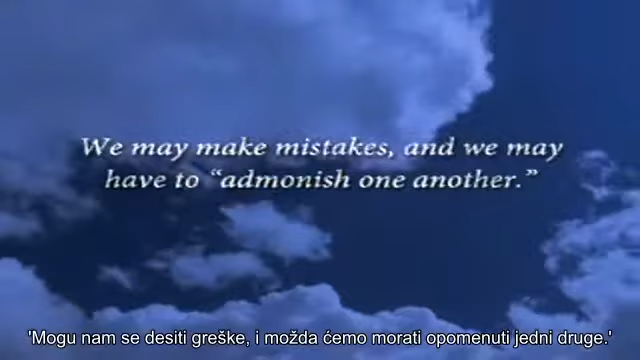 We may make mistakes, and we may
have to “admonish one another.”
'Mogu nam se desiti greške, i možda ćemo morati opomenuti jedni druge.'